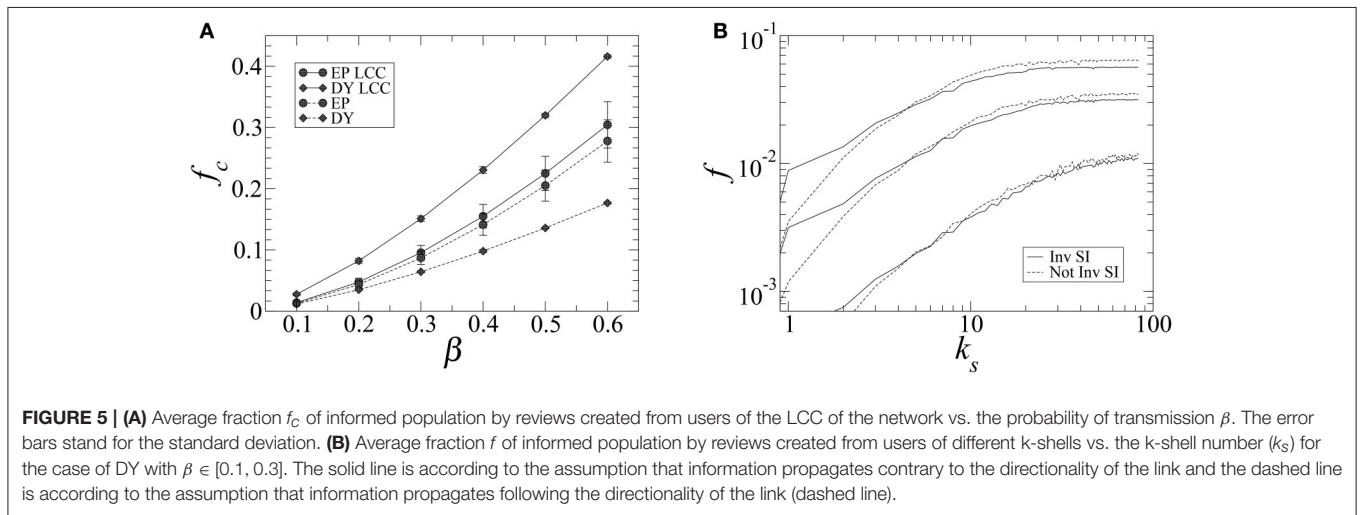 A
0.4
0.3
0.2
0.1
0
f_c
EP LCC
DY LCC
EP
DY
0.1 0.2 0.3 0.4 0.5 0.6
β
B
10^-1
10^-2
10^-3
f
Inv SI
Not Inv SI
1 10 100
k_s
FIGURE 5 | (A) Average fraction f_C of informed population by reviews created from users of the LCC of the network vs. the probability of transmission β. The error
bars stand for the standard deviation. (B) Average fraction f of informed population by reviews created from users of different k-shells vs. the k-shell number (k_S) for
the case of DY with β ∈ [0.1, 0.3]. The solid line is according to the assumption that information propagates contrary to the directionality of the link and the dashed line
is according to the assumption that information propagates following the directionality of the link (dashed line).